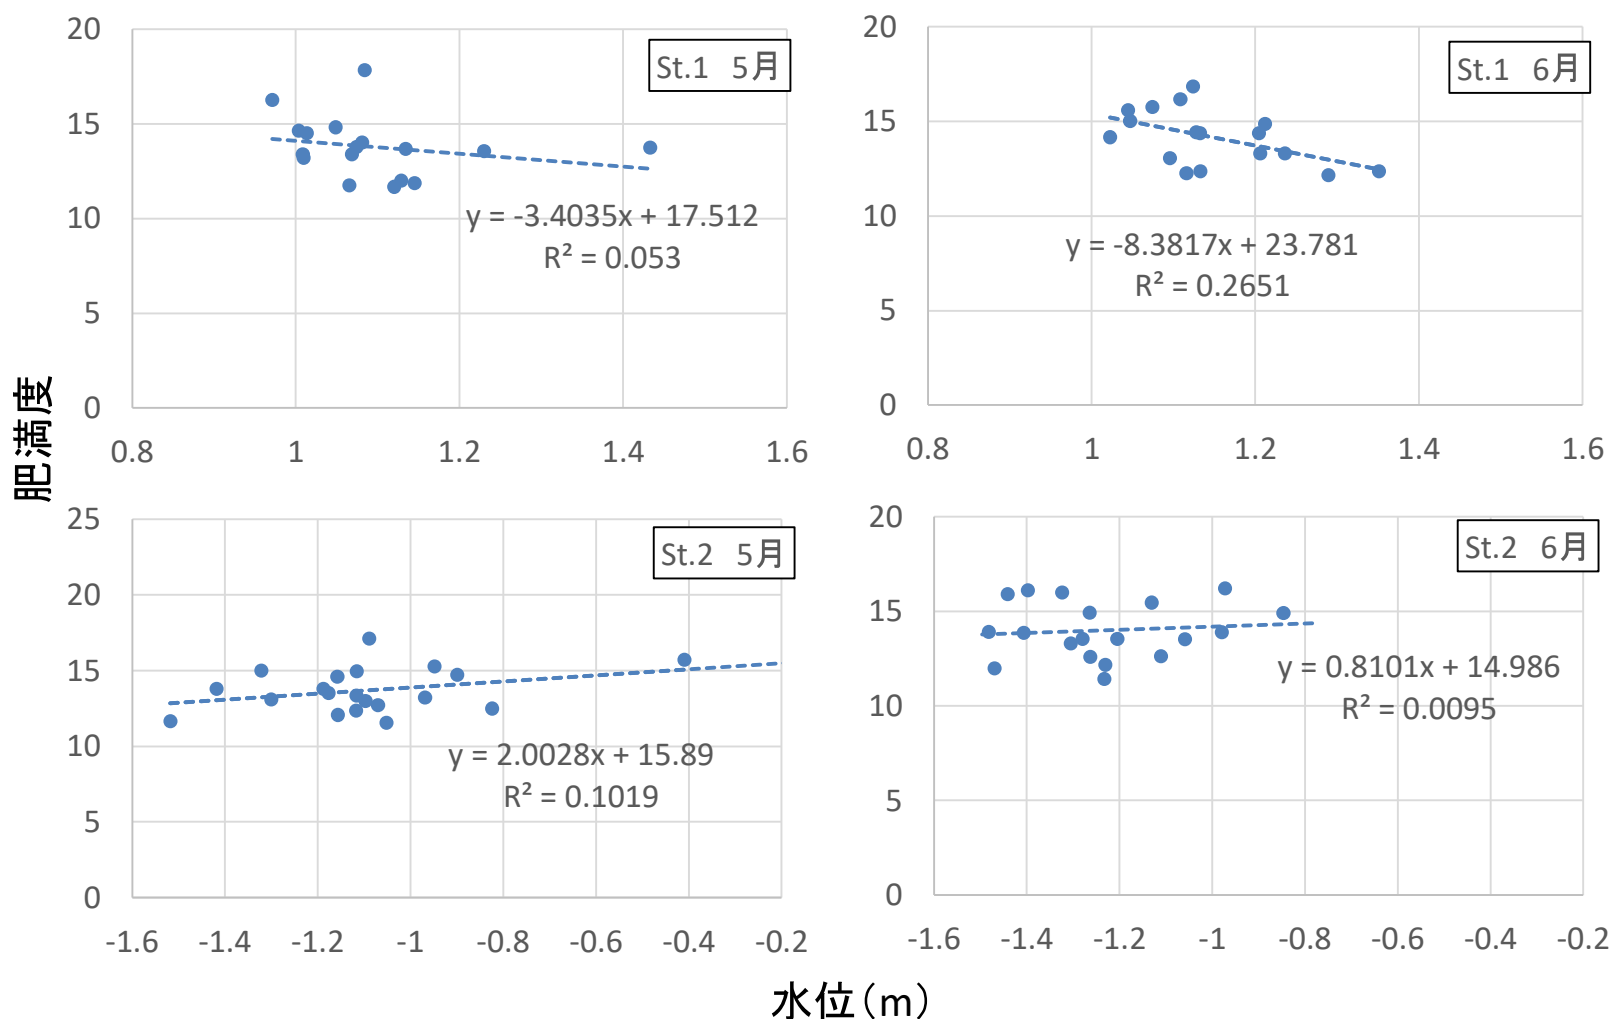 St.1 5月
20
15
10
5
0
y = -3.4035x + 17.512
R² = 0.053
0.8 1 1.2 1.4 1.6
St.1 6月
20
15
10
5
0
y = -8.3817x + 23.781
R² = 0.2651
0.8 1 1.2 1.4 1.6
肥満度
St.2 5月
25
20
15
10
5
0
y = 2.0028x + 15.89
R² = 0.1019
-1.6 -1.4 -1.2 -1 -0.8 -0.6 -0.4 -0.2
St.2 6月
20
15
10
5
0
y = 0.8101x + 14.986
R² = 0.0095
-1.6 -1.4 -1.2 -1 -0.8 -0.6 -0.4 -0.2
水位（m）